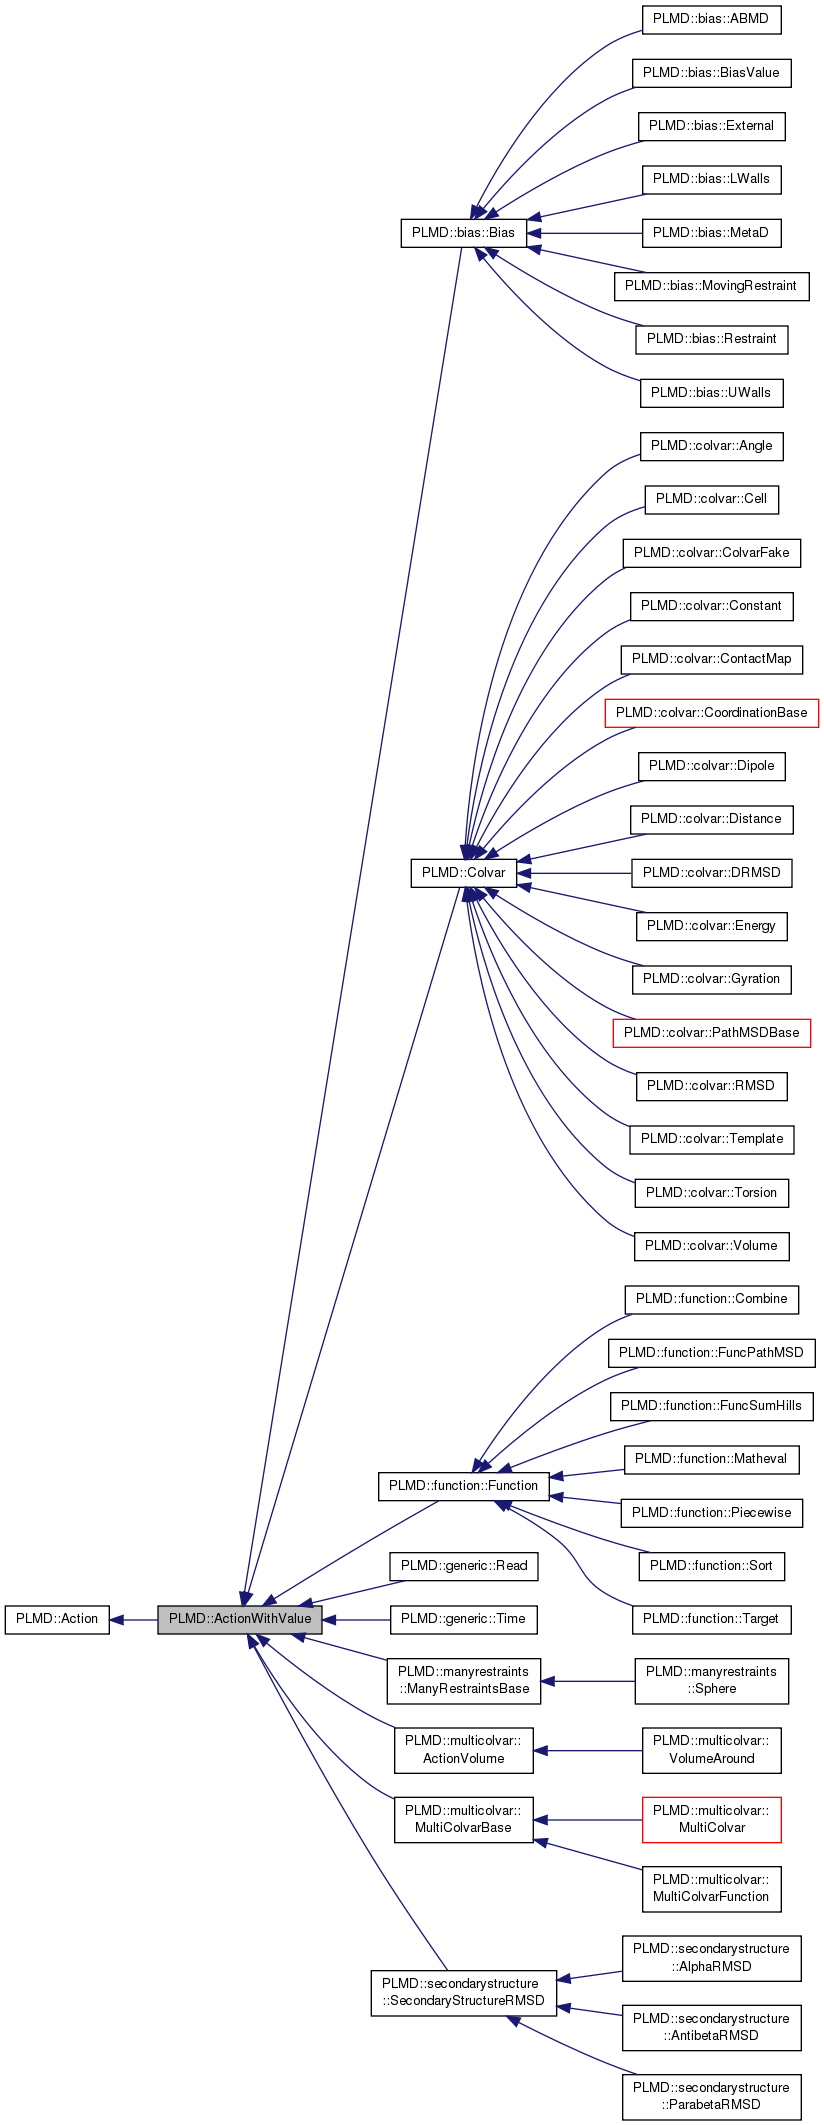 PLMD::bias::ABMD
PLMD::bias::BiasValue
PLMD::bias::External
PLMD::bias::LWalls
PLMD::bias::Bias
PLMD::bias::MetaD
PLMD::bias::MovingRestraint
PLMD::bias::Restraint
PLMD::bias::UWalls
PLMD::colvar::Angle
PLMD::colvar::Cell
PLMD::colvar::ColvarFake
PLMD::colvar::Constant
PLMD::colvar::ContactMap
PLMD::colvar::CoordinationBase
PLMD::colvar::Dipole
PLMD::colvar::Distance
PLMD::Colvar
PLMD::colvar::DRMSD
PLMD::colvar::Energy
PLMD::colvar::Gyration
PLMD::colvar::PathMSDBase
PLMD::colvar::RMSD
PLMD::colvar::Template
PLMD::colvar::Torsion
PLMD::colvar::Volume
PLMD::function::Combine
PLMD::function::FuncPathMSD
PLMD::function::FuncSumHills
PLMD::function::Matheval
PLMD::function::Function
PLMD::function::Piecewise
PLMD::generic::Read
PLMD::function::Sort
PLMD::Action
PLMD::ActionWithValue
PLMD::generic::Time
PLMD::function::Target
PLMD::manyrestraints
::ManyRestraintsBase
PLMD::manyrestraints
::Sphere
PLMD::multicolvar::
ActionVolume
PLMD::multicolvar::
VolumeAround
PLMD::multicolvar::
MultiColvarBase
PLMD::multicolvar::
MultiColvar
PLMD::multicolvar::
MultiColvarFunction
PLMD::secondarystructure
::AlphaRMSD
PLMD::secondarystructure
::SecondaryStructureRMSD
PLMD::secondarystructure
::AntibetaRMSD
PLMD::secondarystructure
::ParabetaRMSD